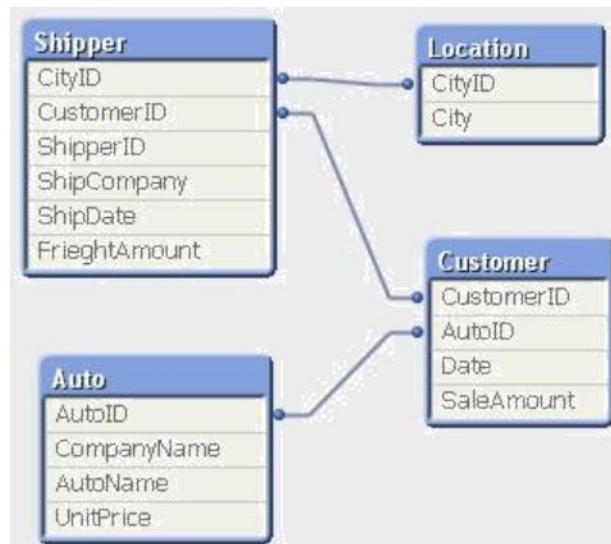 Shipper
CityID
CustomerID
ShipperID
ShipCompany
ShipDate
FrieghtAmount
Location
CityID
City
Customer
CustomerID
AutoID
Date
SaleAmount
Auto
AutoID
CompanyName
AutoName
UnitPrice